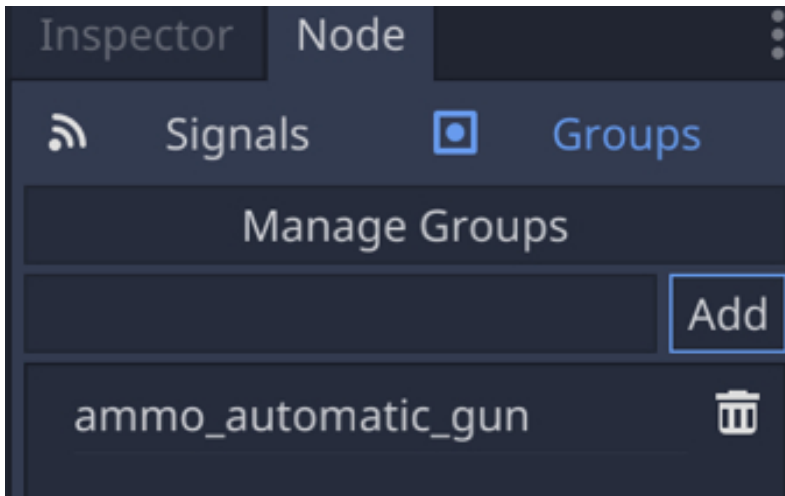 Inspector Node
Signals Groups
Manage Groups
Add
ammo_automatic_gun